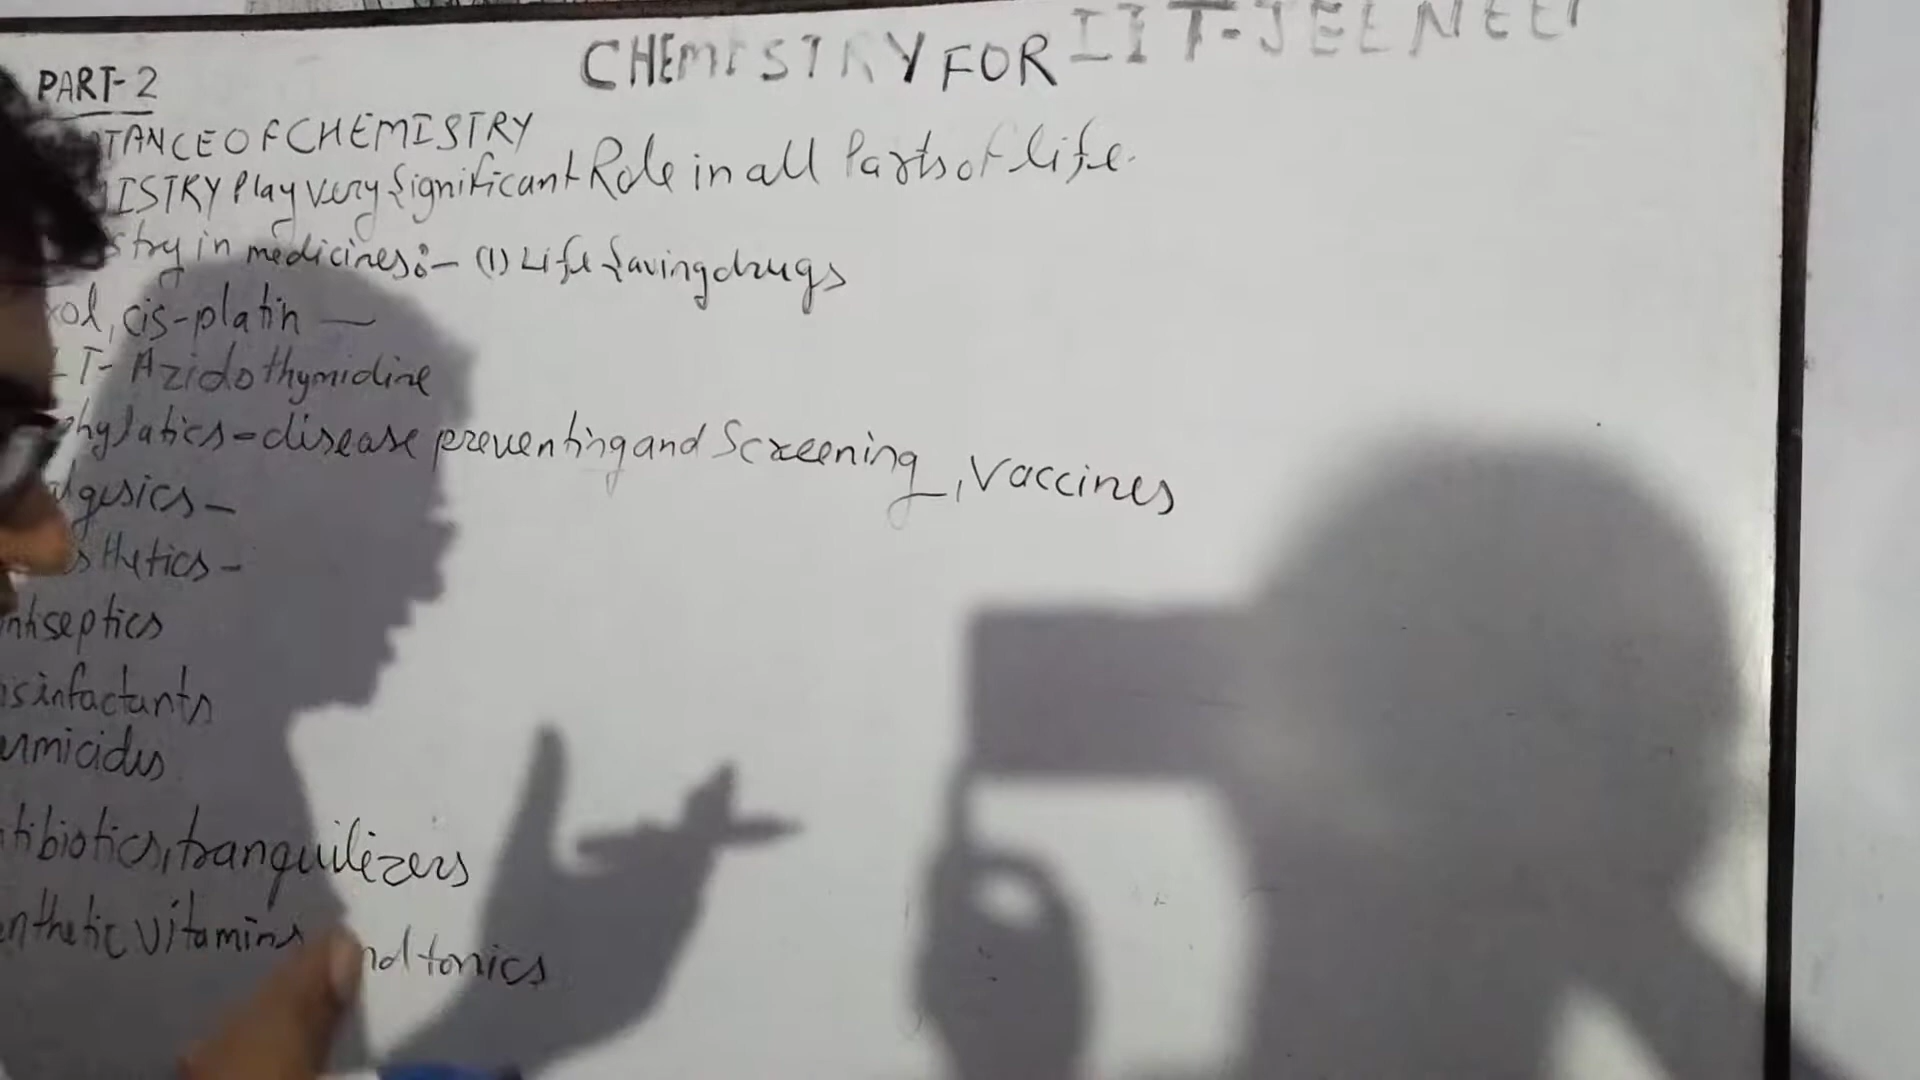 CHEMISTRY FOR IIT-JEE NEET
PART-2
TANCE OF CHEMISTRY
ISTRY Play very Significant Role in all Parts of life.
stry in medicines:- (1) Life Saving drugs
xol, cis-platin —
T- Azidothymidine
phylatics - disease preventing and Screening, Vaccines
lgesics -
sthetics -
ntiseptics
isinfactants
ermicides
tibiotics, tranquilizers
nthetic vitamins nd tonics